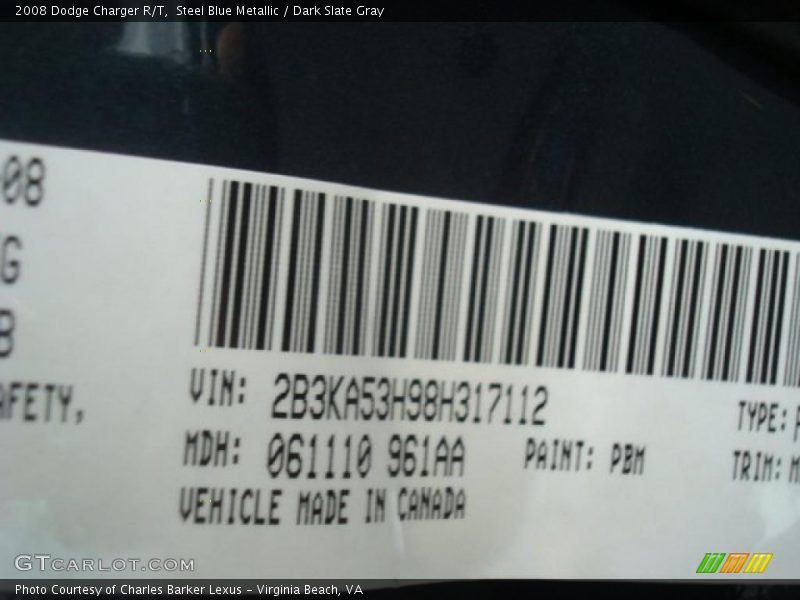 2008 Dodge Charger R/T, Steel Blue Metallic / Dark Slate Gray
08
G
B
AFETY,
VIN: 2B3KA53H98H317112
TYPE:
MDH: 061110 961AA PAINT: PBM
TRIM: M
VEHICLE MADE IN CANADA
GTCARLOT.COM
Photo Courtesy of Charles Barker Lexus - Virginia Beach, VA